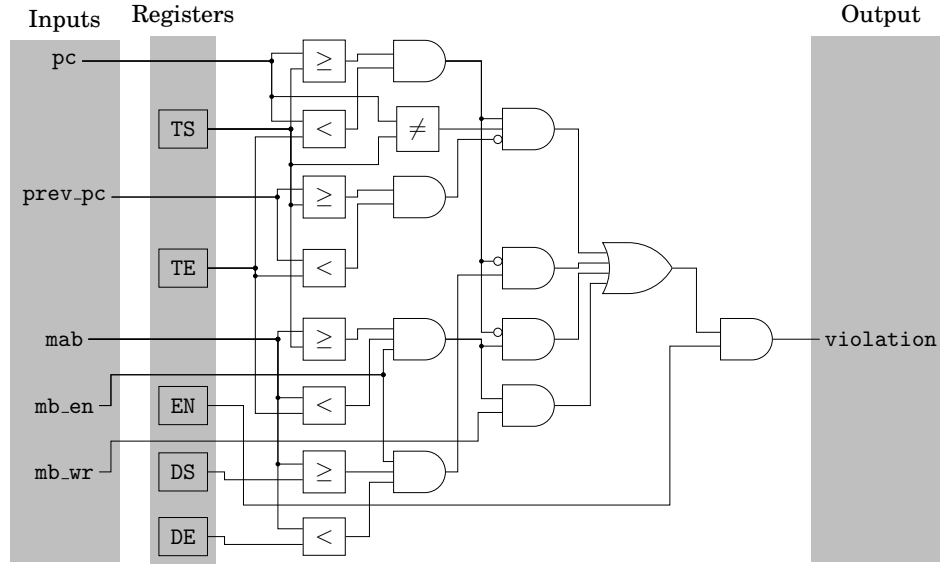 Inputs
Registers
Output
pc
≥
TS
<
≠
prev_pc
≥
TE
<
mab
≥
violation
mb_en
EN
<
mb_wr
DS
≥
DE
<